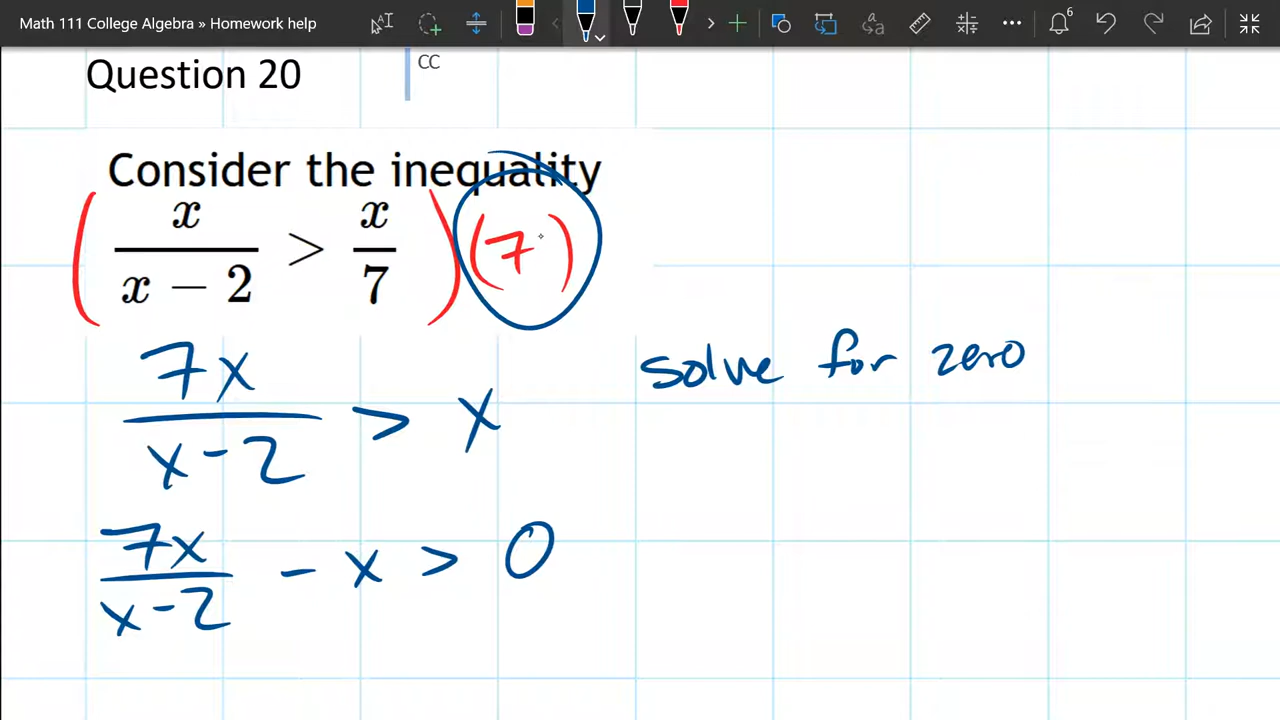 Math 111 College Algebra » Homework help
6
Question 20
CC
Consider the inequality
( x / (x − 2) > x / 7 ) (7)
7x / (x-2) > x
solve for zero
7x / (x-2) - x > 0